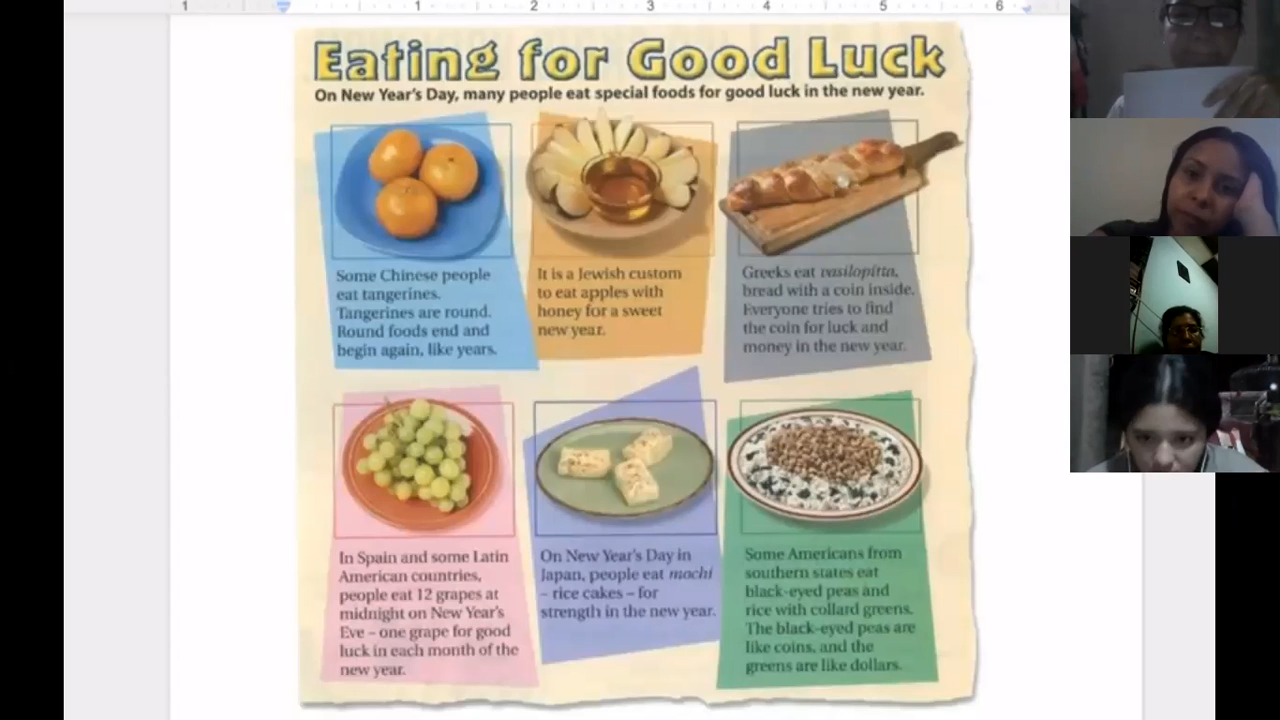 1 1 2 3 4 5 6
Eating for Good Luck
On New Year's Day, many people eat special foods for good luck in the new year.
Some Chinese people
eat tangerines.
Tangerines are round.
Round foods end and
begin again, like years.
It is a Jewish custom
to eat apples with
honey for a sweet
new year.
Greeks eat vasilopitta,
bread with a coin inside.
Everyone tries to find
the coin for luck and
money in the new year.
In Spain and some Latin
American countries,
people eat 12 grapes at
midnight on New Year's
Eve – one grape for good
luck in each month of the
new year.
On New Year's Day in
Japan, people eat mochi
– rice cakes – for
strength in the new year.
Some Americans from
southern states eat
black-eyed peas and
rice with collard greens.
The black-eyed peas are
like coins, and the
greens are like dollars.